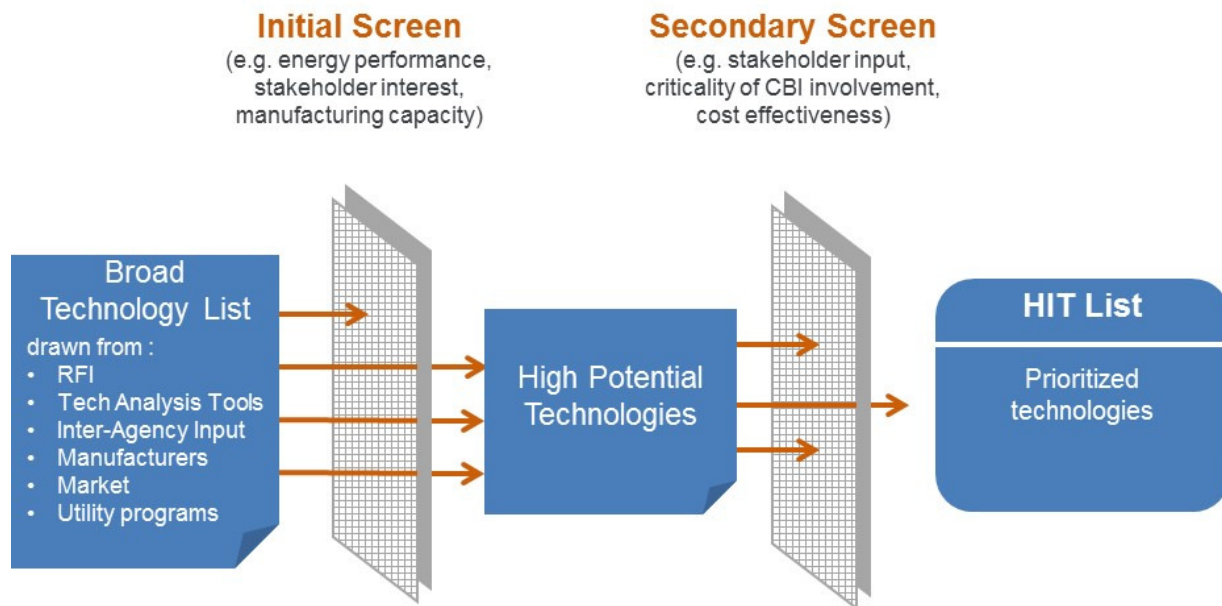 Initial Screen
(e.g. energy performance,
stakeholder interest,
manufacturing capacity)
Secondary Screen
(e.g. stakeholder input,
criticality of CBI involvement,
cost effectiveness)
Broad
Technology List
drawn from :
• RFI
• Tech Analysis Tools
• Inter-Agency Input
• Manufacturers
• Market
• Utility programs
High Potential
Technologies
HIT List
Prioritized
technologies